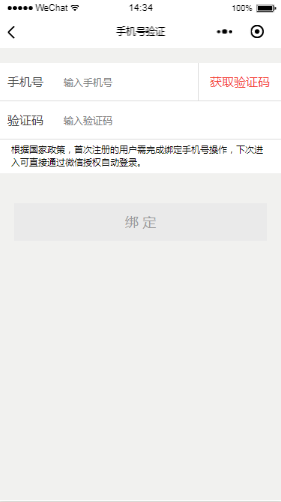 ●●●●● WeChat 14:34 100%
手机号验证
手机号 输入手机号 获取验证码
验证码 输入验证码
根据国家政策，首次注册的用户需完成绑定手机号操作，下次进
入可直接通过微信授权自动登录。
绑 定